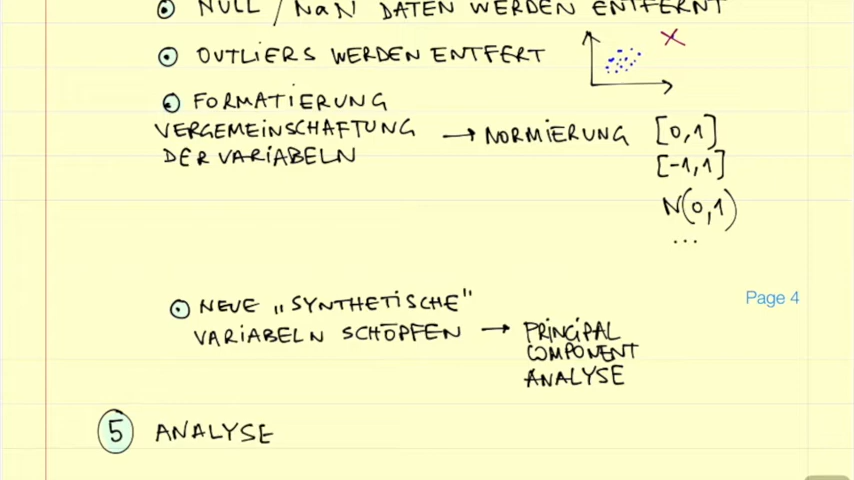 NULL / NaN DATEN WERDEN ENTFERNT
OUTLIERS WERDEN ENTFERT
FORMATIERUNG
VERGEMEINSCHAFTUNG → NORMIERUNG [0,1]
DER VARIABELN
[-1,1]
N(0,1)
...
Page 4
NEUE „SYNTHETISCHE"
VARIABELN SCHÖPFEN → PRINCIPAL
COMPONENT
ANALYSE
5 ANALYSE